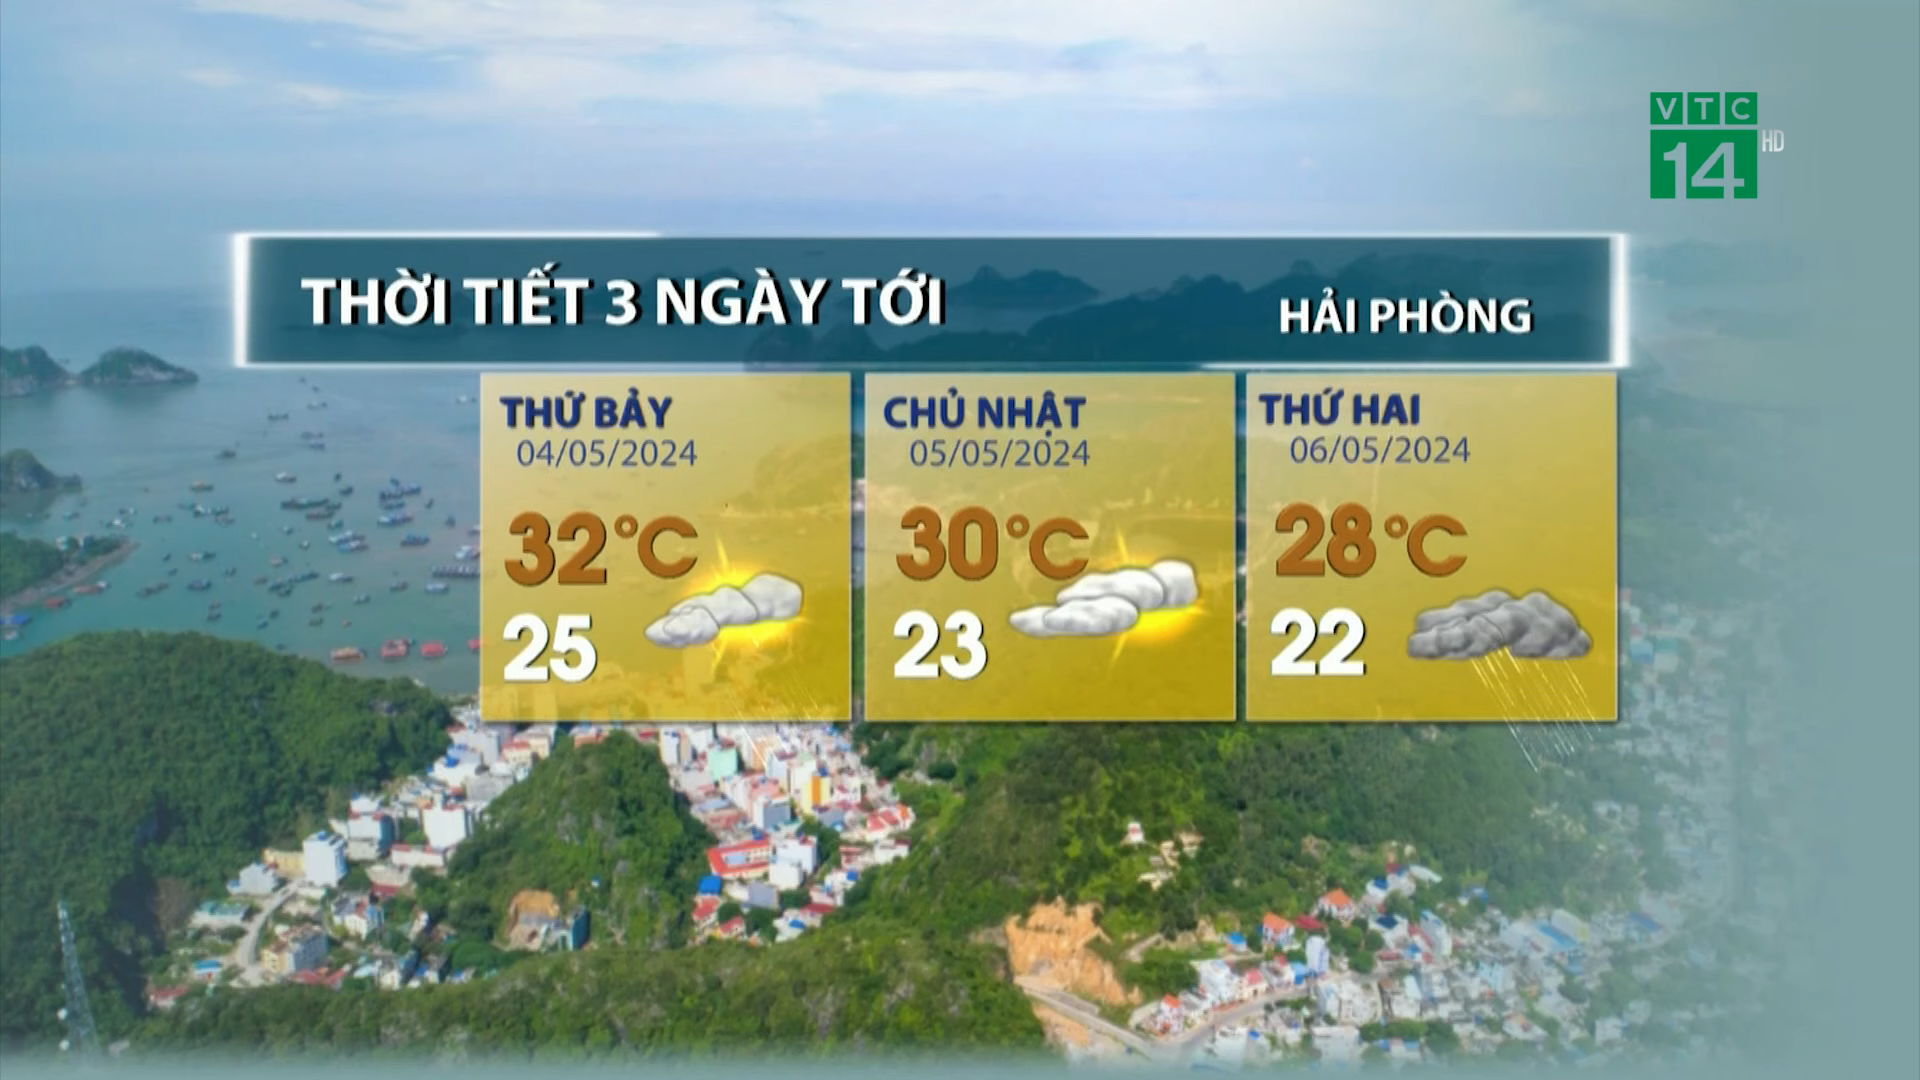 VTC
14 HD
THỜI TIẾT 3 NGÀY TỚI
HẢI PHÒNG
THỨ BẢY
04/05/2024
32°C
25
CHỦ NHẬT
05/05/2024
30°C
23
THỨ HAI
06/05/2024
28°C
22